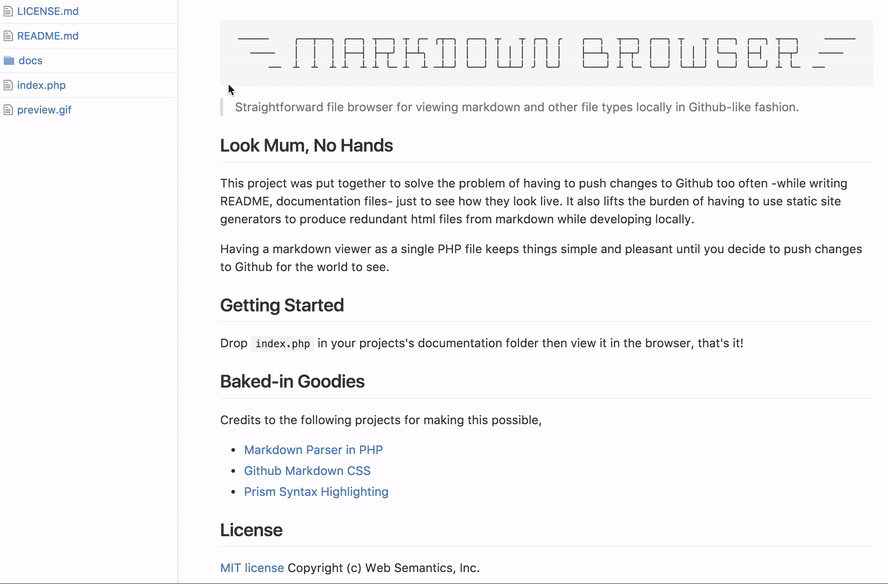 LICENSE.md
README.md
docs
index.php
preview.gif
MARKDOWN BROWSER
Straightforward file browser for viewing markdown and other file types locally in Github-like fashion.
Look Mum, No Hands
This project was put together to solve the problem of having to push changes to Github too often -while writing
README, documentation files- just to see how they look live. It also lifts the burden of having to use static site
generators to produce redundant html files from markdown while developing locally.
Having a markdown viewer as a single PHP file keeps things simple and pleasant until you decide to push changes
to Github for the world to see.
Getting Started
Drop index.php in your projects's documentation folder then view it in the browser, that's it!
Baked-in Goodies
Credits to the following projects for making this possible,
Markdown Parser in PHP
Github Markdown CSS
Prism Syntax Highlighting
License
MIT license Copyright (c) Web Semantics, Inc.